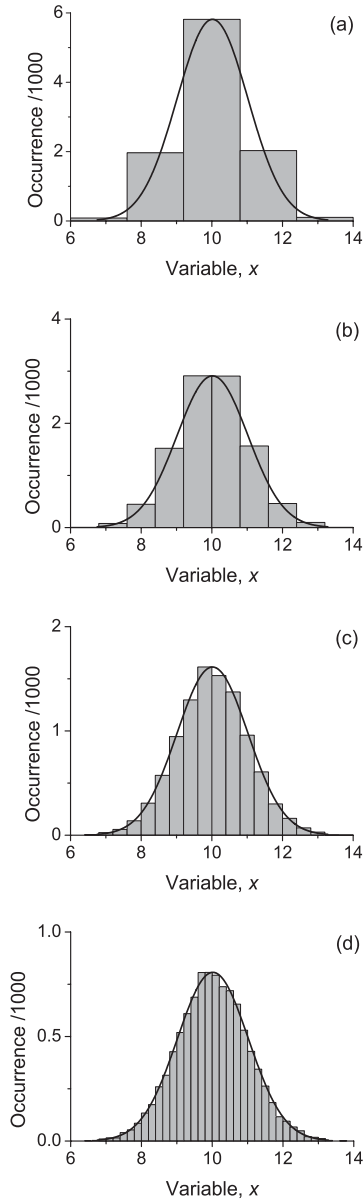 (a)
Occurrence /1000
6
4
2
0
6 8 10 12 14
Variable, x
(b)
Occurrence /1000
4
2
0
6 8 10 12 14
Variable, x
(c)
Occurrence /1000
2
1
0
6 8 10 12 14
Variable, x
(d)
Occurrence /1000
1.0
0.5
0.0
6 8 10 12 14
Variable, x